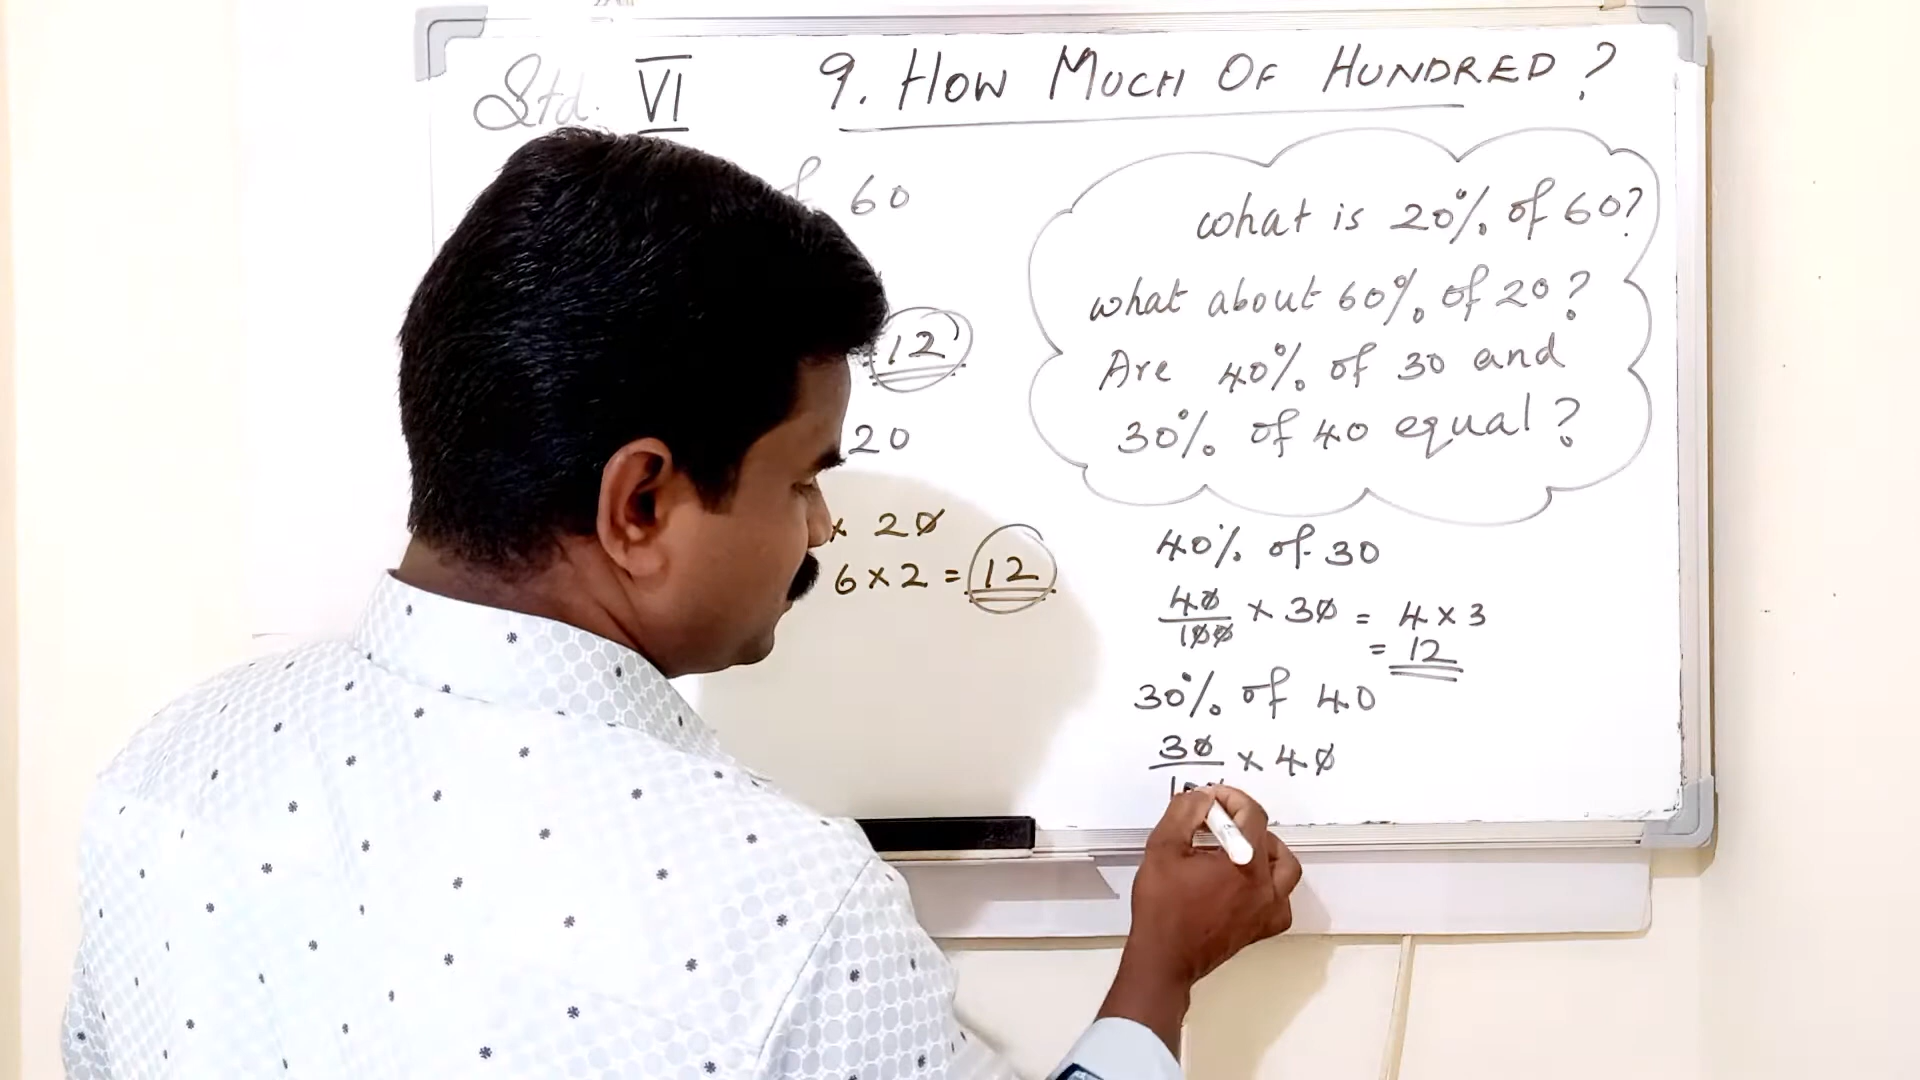 Std. VI 9. HOW MUCH OF HUNDRED ?
60
12
20
x 20
6 x 2 = 12
What is 20% of 60?
what about 60% of 20?
Are 40% of 30 and
30% of 40 equal?
40% of 30
40/100 x 30 = 4 x 3
= 12
30% of 40
30/ x 40